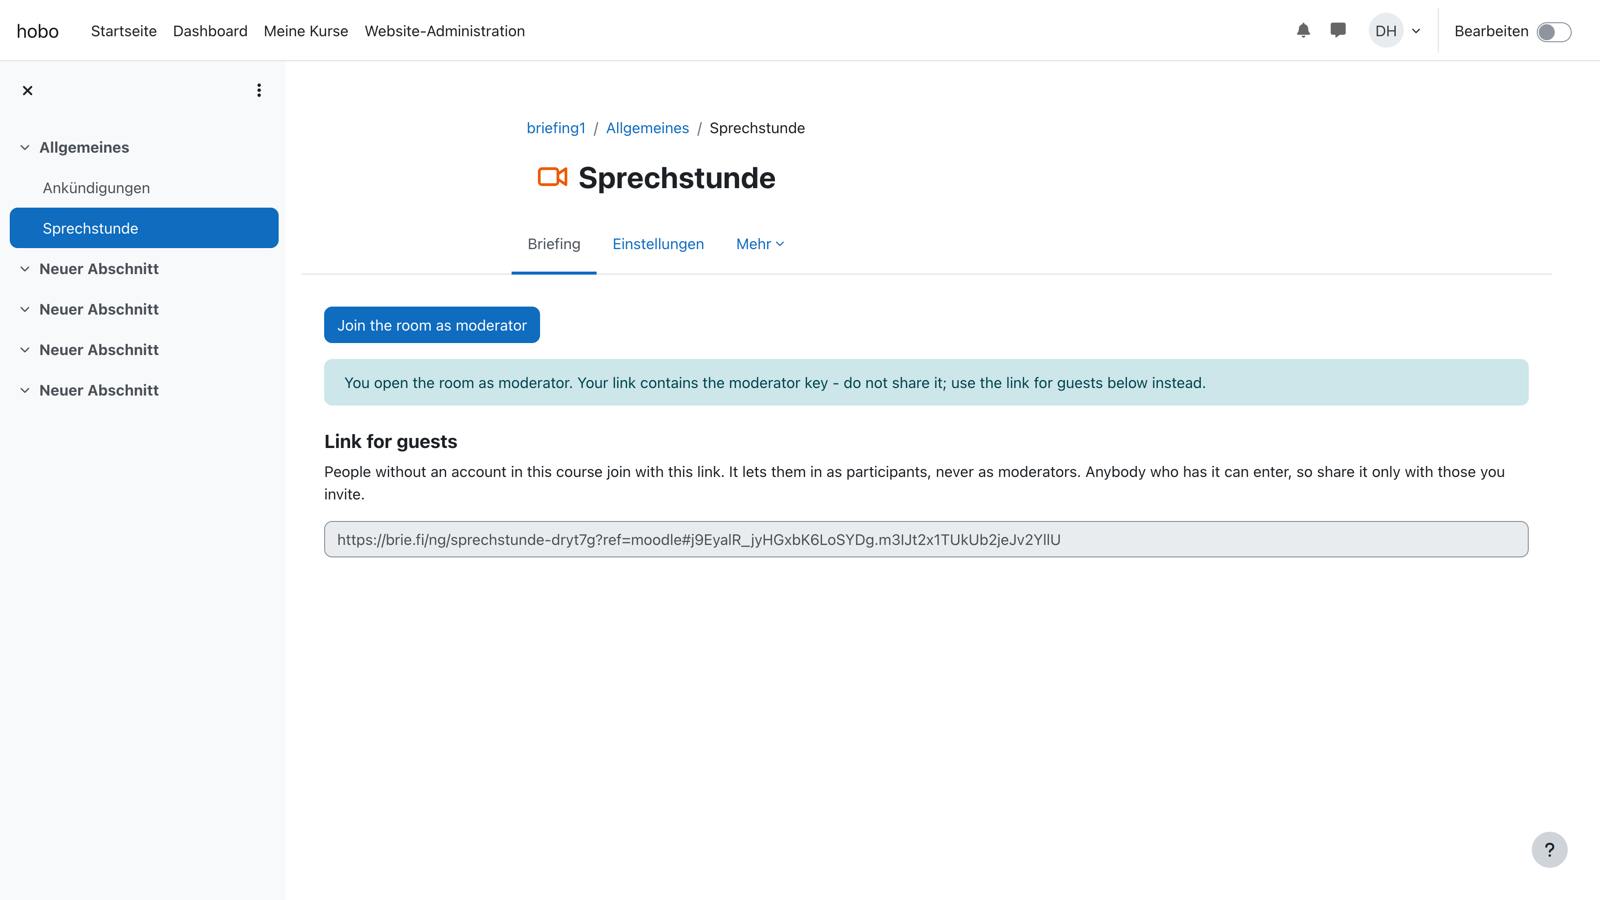 hobo Startseite Dashboard Meine Kurse Website-Administration DH Bearbeiten
Allgemeines
Ankündigungen
Sprechstunde
Neuer Abschnitt
Neuer Abschnitt
Neuer Abschnitt
Neuer Abschnitt
briefing1 / Allgemeines / Sprechstunde
Sprechstunde
Briefing Einstellungen Mehr
Join the room as moderator
You open the room as moderator. Your link contains the moderator key - do not share it; use the link for guests below instead.
Link for guests
People without an account in this course join with this link. It lets them in as participants, never as moderators. Anybody who has it can enter, so share it only with those you
invite.
https://brie.fi/ng/sprechstunde-dryt7g?ref=moodle#j9EyalR_jyHGxbK6LoSYDg.m3lJt2x1TUkUb2jeJv2YllU
?